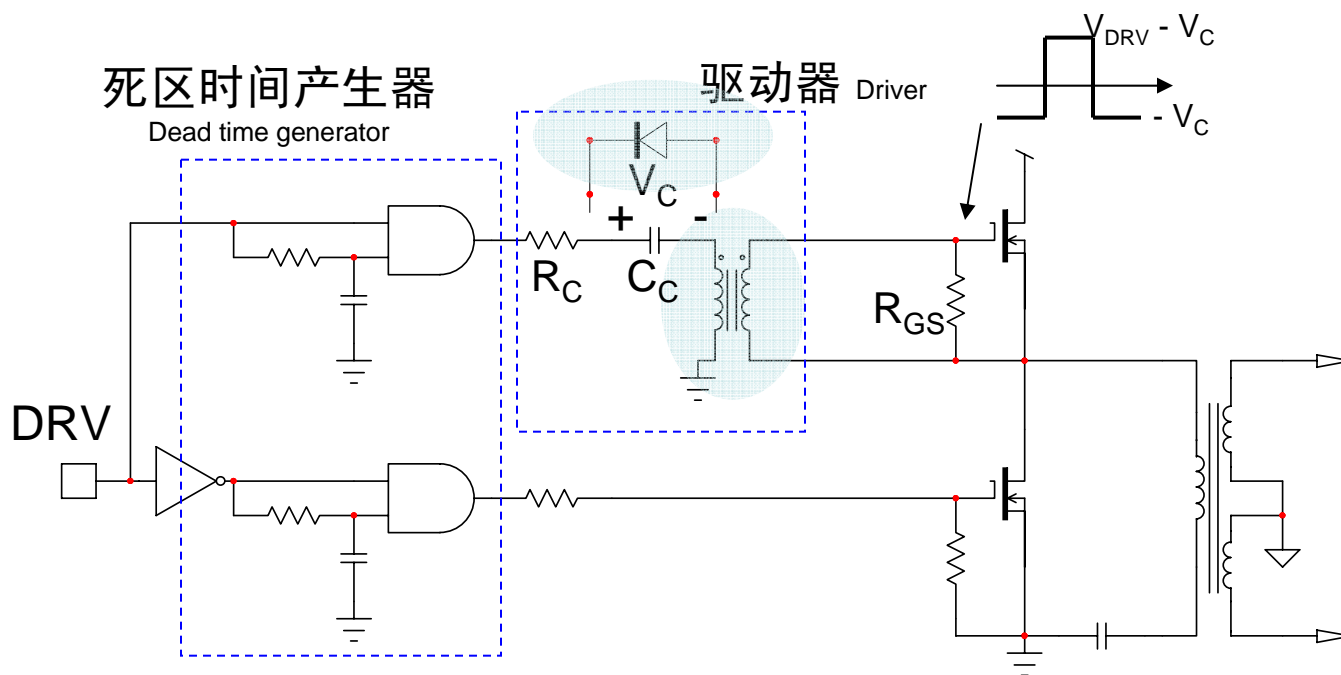 V_DRV - V_C
死区时间产生器
驱动器 Driver
Dead time generator
- V_C
V_C
+ -
R_C
C_C
R_GS
DRV